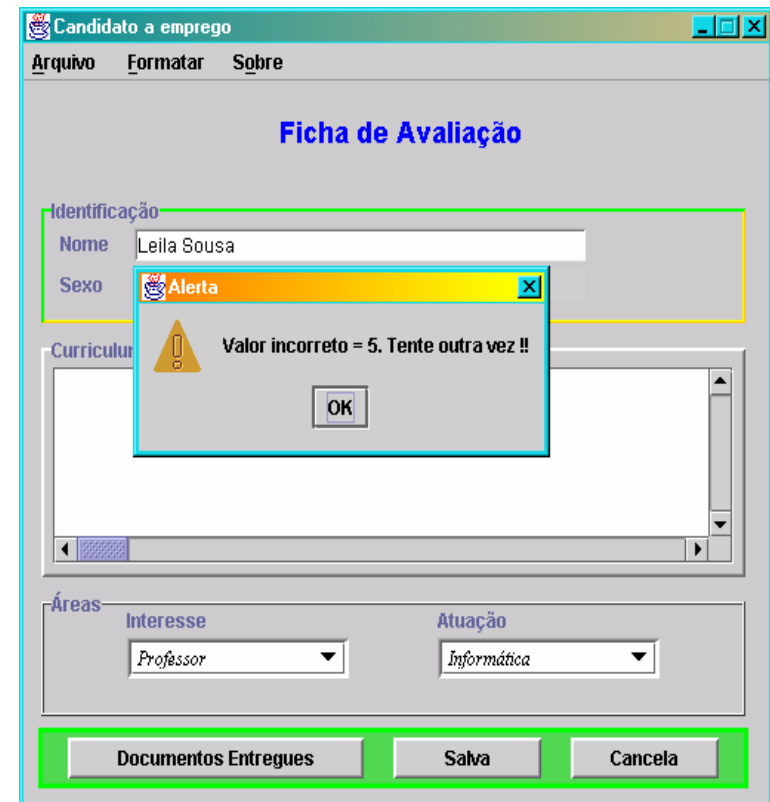 Candidato a emprego
Arquivo Formatar Sobre
Ficha de Avaliação
Identificação
Nome Leila Sousa
Sexo
Alerta
Valor incorreto = 5. Tente outra vez !!
OK
Áreas
Interesse Atuação
Professor Informática
Documentos Entregues Salva Cancela